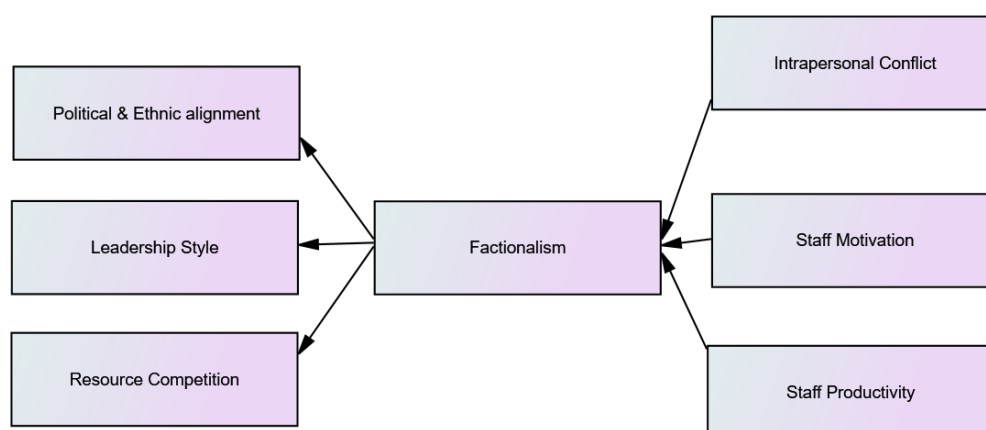 Intrapersonal Conflict
Political & Ethnic alignment
Staff Motivation
Leadership Style
Factionalism
Resource Competition
Staff Productivity